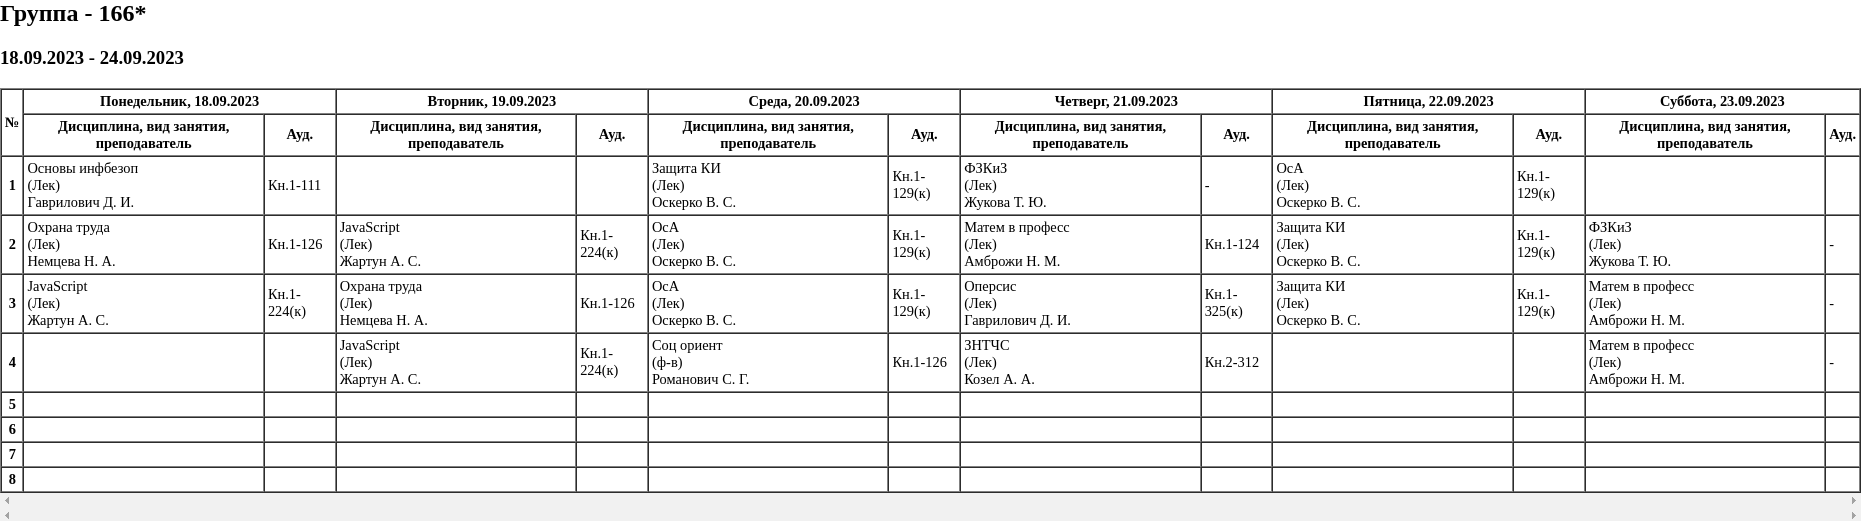 Группа - 166*
18.09.2023 - 24.09.2023
№
Понедельник, 18.09.2023
Вторник, 19.09.2023
Среда, 20.09.2023
Четверг, 21.09.2023
Пятница, 22.09.2023
Суббота, 23.09.2023
Дисциплина, вид занятия,
преподаватель
Ауд.
Дисциплина, вид занятия,
преподаватель
Ауд.
Дисциплина, вид занятия,
преподаватель
Ауд.
Дисциплина, вид занятия,
преподаватель
Ауд.
Дисциплина, вид занятия,
преподаватель
Ауд.
Дисциплина, вид занятия,
преподаватель
Ауд.
1
Основы инфбезоп
(Лек)
Гаврилович Д. И.
Кн.1-111
Защита КИ
(Лек)
Оскерко В. С.
Кн.1-
129(к)
ФЗКиЗ
(Лек)
Жукова Т. Ю.
-
ОсА
(Лек)
Оскерко В. С.
Кн.1-
129(к)
2
Охрана труда
(Лек)
Немцева Н. А.
Кн.1-126
JavaScript
(Лек)
Жартун А. С.
Кн.1-
224(к)
ОсА
(Лек)
Оскерко В. С.
Кн.1-
129(к)
Матем в професс
(Лек)
Амброжи Н. М.
Кн.1-124
Защита КИ
(Лек)
Оскерко В. С.
Кн.1-
129(к)
ФЗКиЗ
(Лек)
Жукова Т. Ю.
-
3
JavaScript
(Лек)
Жартун А. С.
Кн.1-
224(к)
Охрана труда
(Лек)
Немцева Н. А.
Кн.1-126
ОсА
(Лек)
Оскерко В. С.
Кн.1-
129(к)
Оперсис
(Лек)
Гаврилович Д. И.
Кн.1-
325(к)
Защита КИ
(Лек)
Оскерко В. С.
Кн.1-
129(к)
Матем в професс
(Лек)
Амброжи Н. М.
-
4
JavaScript
(Лек)
Жартун А. С.
Кн.1-
224(к)
Соц ориент
(ф-в)
Романович С. Г.
Кн.1-126
ЗНТЧС
(Лек)
Козел А. А.
Кн.2-312
Матем в професс
(Лек)
Амброжи Н. М.
-
5
6
7
8